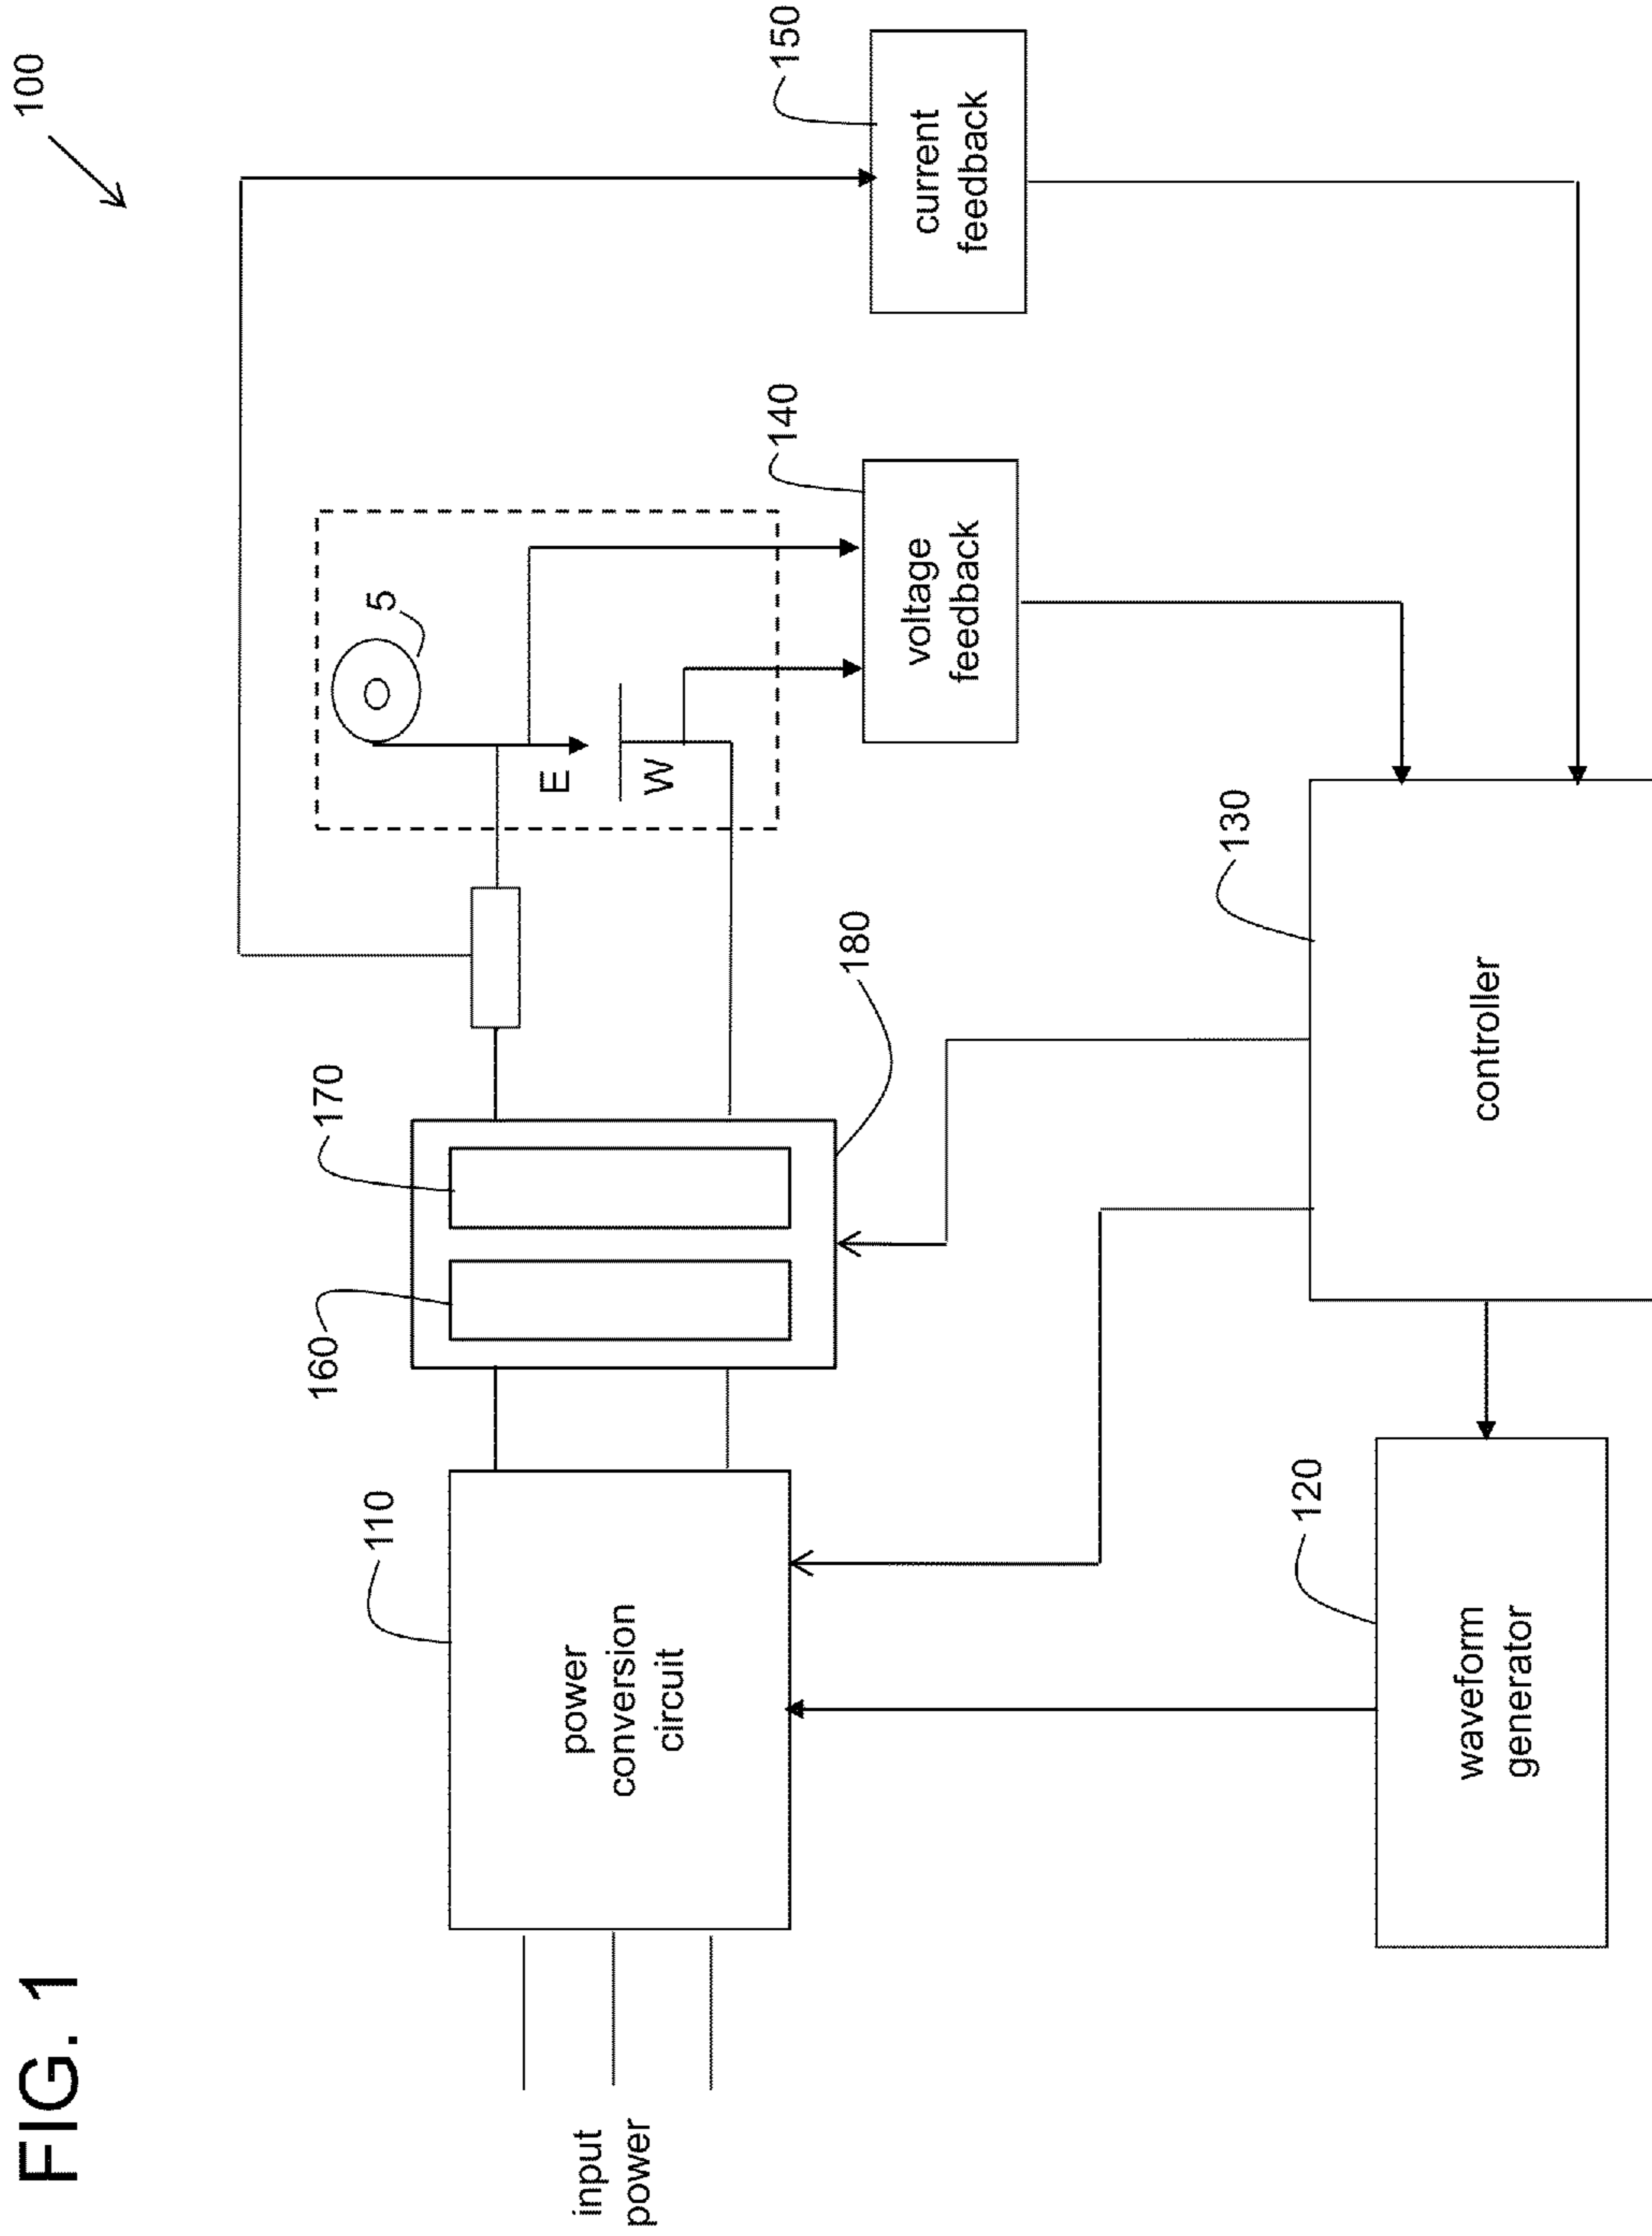 FIG. 1
100
110
160
170
180
5
E
W
140
150
input
power
power
conversion
circuit
voltage
feedback
current
feedback
120
130
waveform
generator
controller